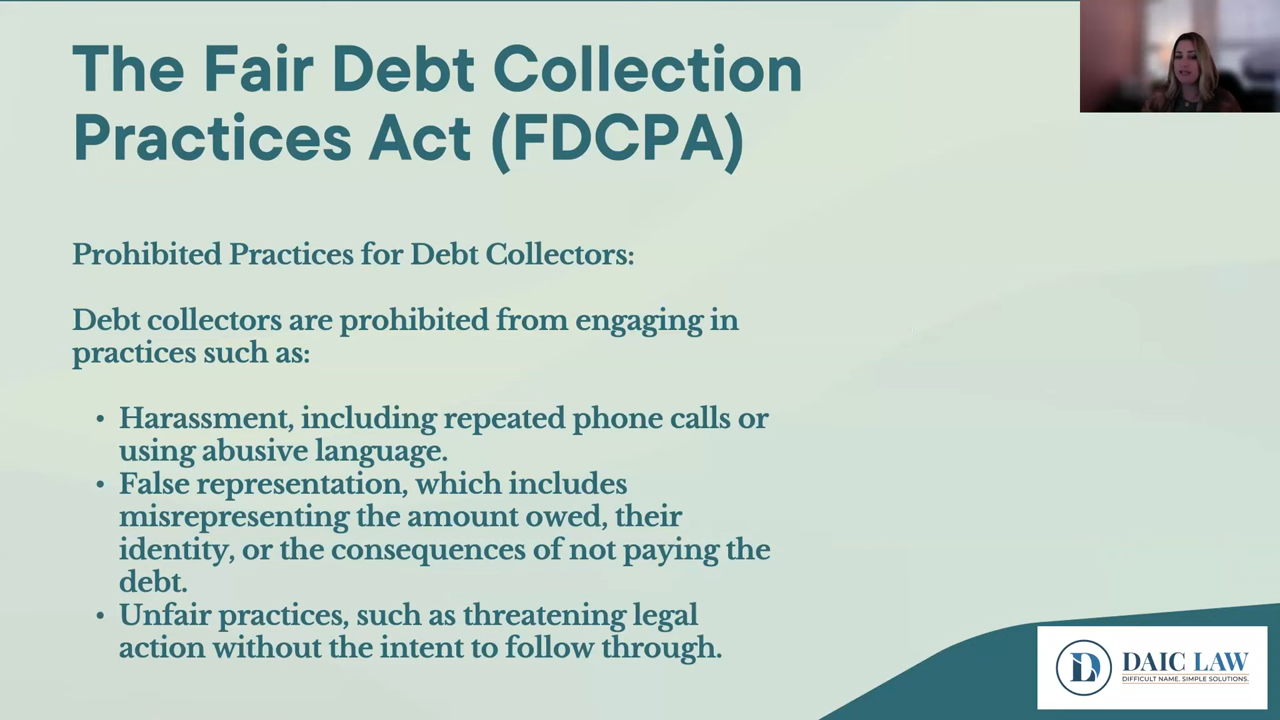 The Fair Debt Collection
Practices Act (FDCPA)
Prohibited Practices for Debt Collectors:
Debt collectors are prohibited from engaging in
practices such as:
• Harassment, including repeated phone calls or
using abusive language.
• False representation, which includes
misrepresenting the amount owed, their
identity, or the consequences of not paying the
debt.
• Unfair practices, such as threatening legal
action without the intent to follow through.
DAIC LAW
DIFFICULT NAME. SIMPLE SOLUTIONS.